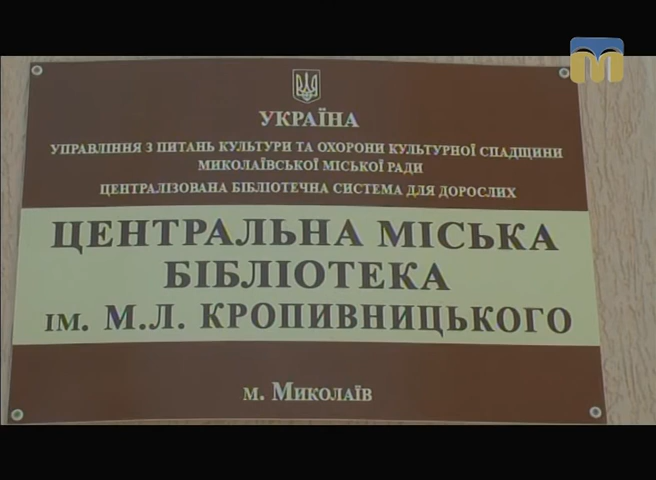 УКРАЇНА
УПРАВЛІННЯ З ПИТАНЬ КУЛЬТУРИ ТА ОХОРОНИ КУЛЬТУРНОЇ СПАДЩИНИ
МИКОЛАЇВСЬКОЇ МІСЬКОЇ РАДИ
ЦЕНТРАЛІЗОВАНА БІБЛІОТЕЧНА СИСТЕМА ДЛЯ ДОРОСЛИХ
ЦЕНТРАЛЬНА МІСЬКА
БІБЛІОТЕКА
ІМ. М.Л. КРОПИВНИЦЬКОГО
м. Миколаїв